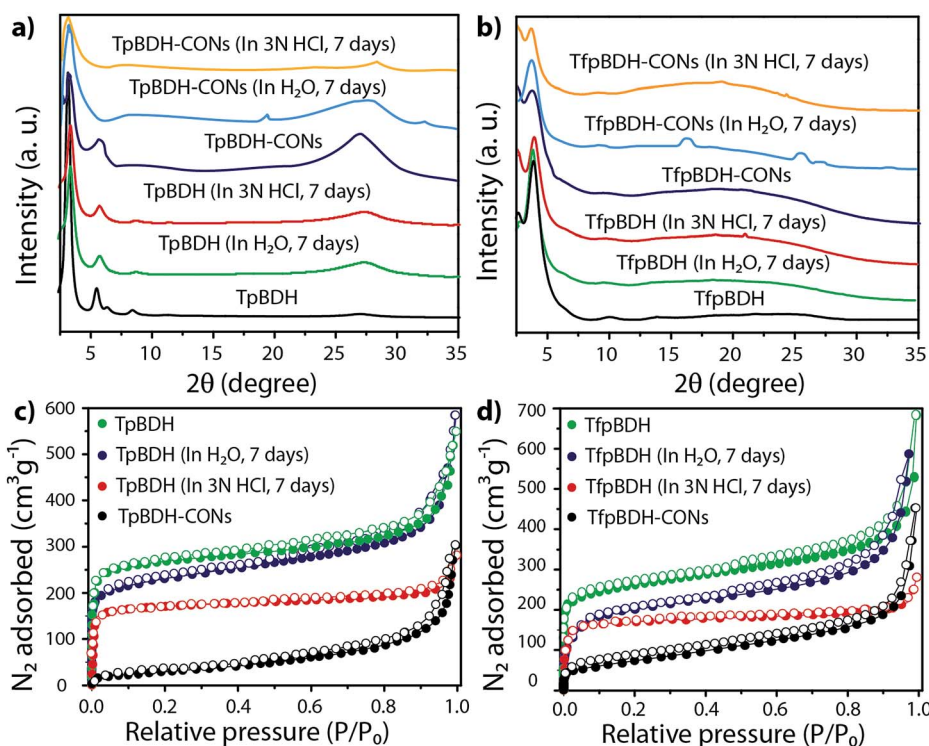 a)
TpBDH-CONs (In 3N HCl, 7 days)
TpBDH-CONs (In H₂O, 7 days)
TpBDH-CONs
TpBDH (In 3N HCl, 7 days)
TpBDH (In H₂O, 7 days)
TpBDH
Intensity (a. u.)
5 10 15 20 25 30 35
2θ (degree)
b)
TfpBDH-CONs (In 3N HCl, 7 days)
TfpBDH-CONs (In H₂O, 7 days)
TfpBDH-CONs
TfpBDH (In 3N HCl, 7 days)
TfpBDH (In H₂O, 7 days)
TfpBDH
Intensity (a. u.)
5 10 15 20 25 30 35
2θ (degree)
c)
TpBDH
TpBDH (In H₂O, 7 days)
TpBDH (In 3N HCl, 7 days)
TpBDH-CONs
N₂ adsorbed (cm³g⁻¹)
600
500
400
300
200
100
0
0.0 0.2 0.4 0.6 0.8 1.0
Relative pressure (P/P₀)
d)
TfpBDH
TfpBDH (In H₂O, 7 days)
TfpBDH (In 3N HCl, 7 days)
TfpBDH-CONs
N₂ adsorbed (cm³g⁻¹)
700
600
500
400
300
200
100
0
0.0 0.2 0.4 0.6 0.8 1.0
Relative pressure (P/P₀)